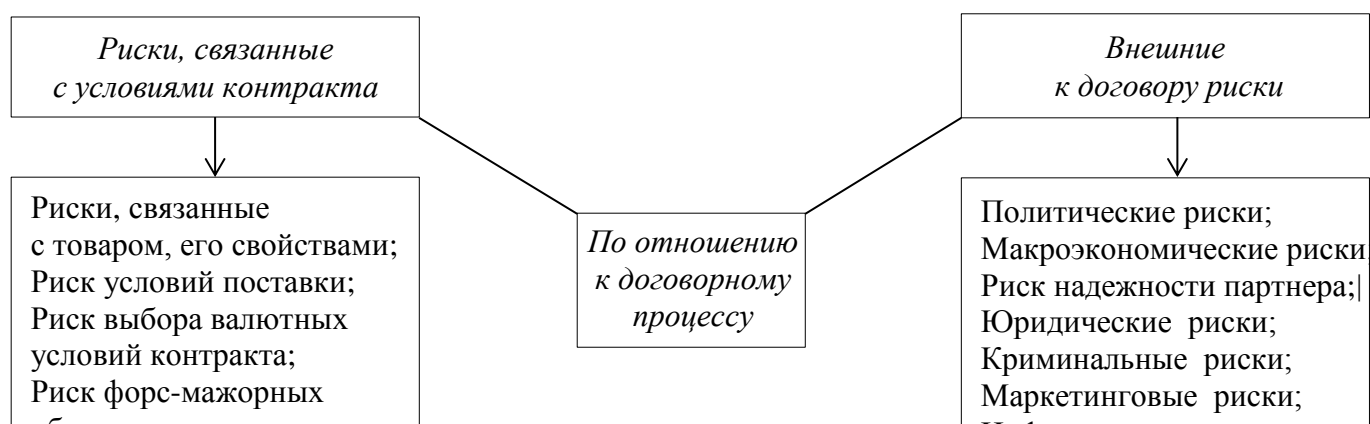 Риски, связанные
с условиями контракта
Внешние
к договору риски
Риски, связанные
с товаром, его свойствами;
Риск условий поставки;
Риск выбора валютных
условий контракта;
Риск форс-мажорных
По отношению
к договорному
процессу
Политические риски;
Макроэкономические риски;
Риск надежности партнера;|
Юридические риски;
Криминальные риски;
Маркетинговые риски;